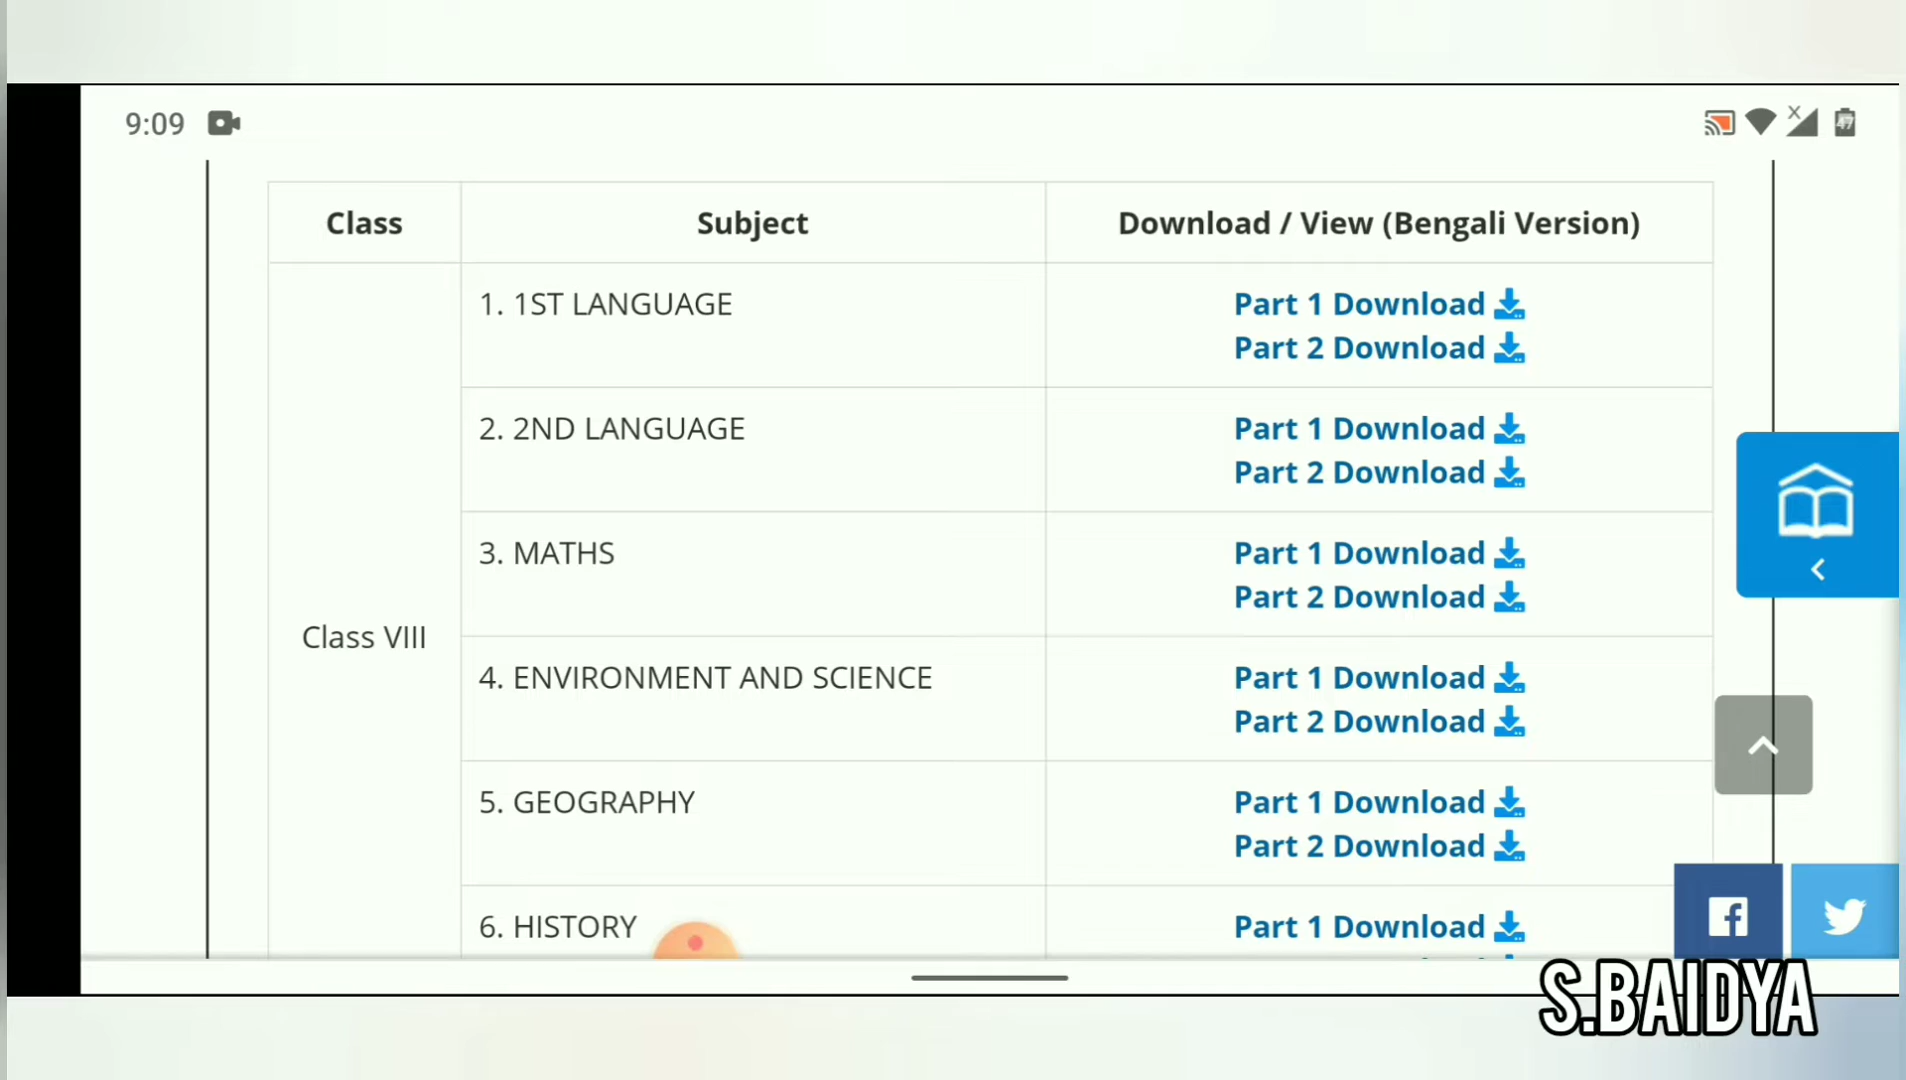 9:09
47
Class Subject Download / View (Bengali Version)
1. 1ST LANGUAGE Part 1 Download
Part 2 Download
2. 2ND LANGUAGE Part 1 Download
Part 2 Download
3. MATHS Part 1 Download
Part 2 Download
Class VIII
4. ENVIRONMENT AND SCIENCE Part 1 Download
Part 2 Download
5. GEOGRAPHY Part 1 Download
Part 2 Download
6. HISTORY Part 1 Download
S.BAIDYA